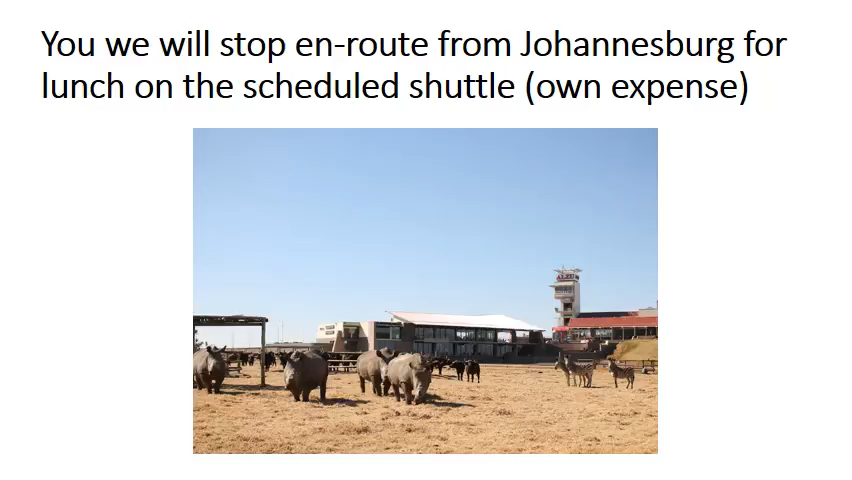 You we will stop en-route from Johannesburg for
lunch on the scheduled shuttle (own expense)